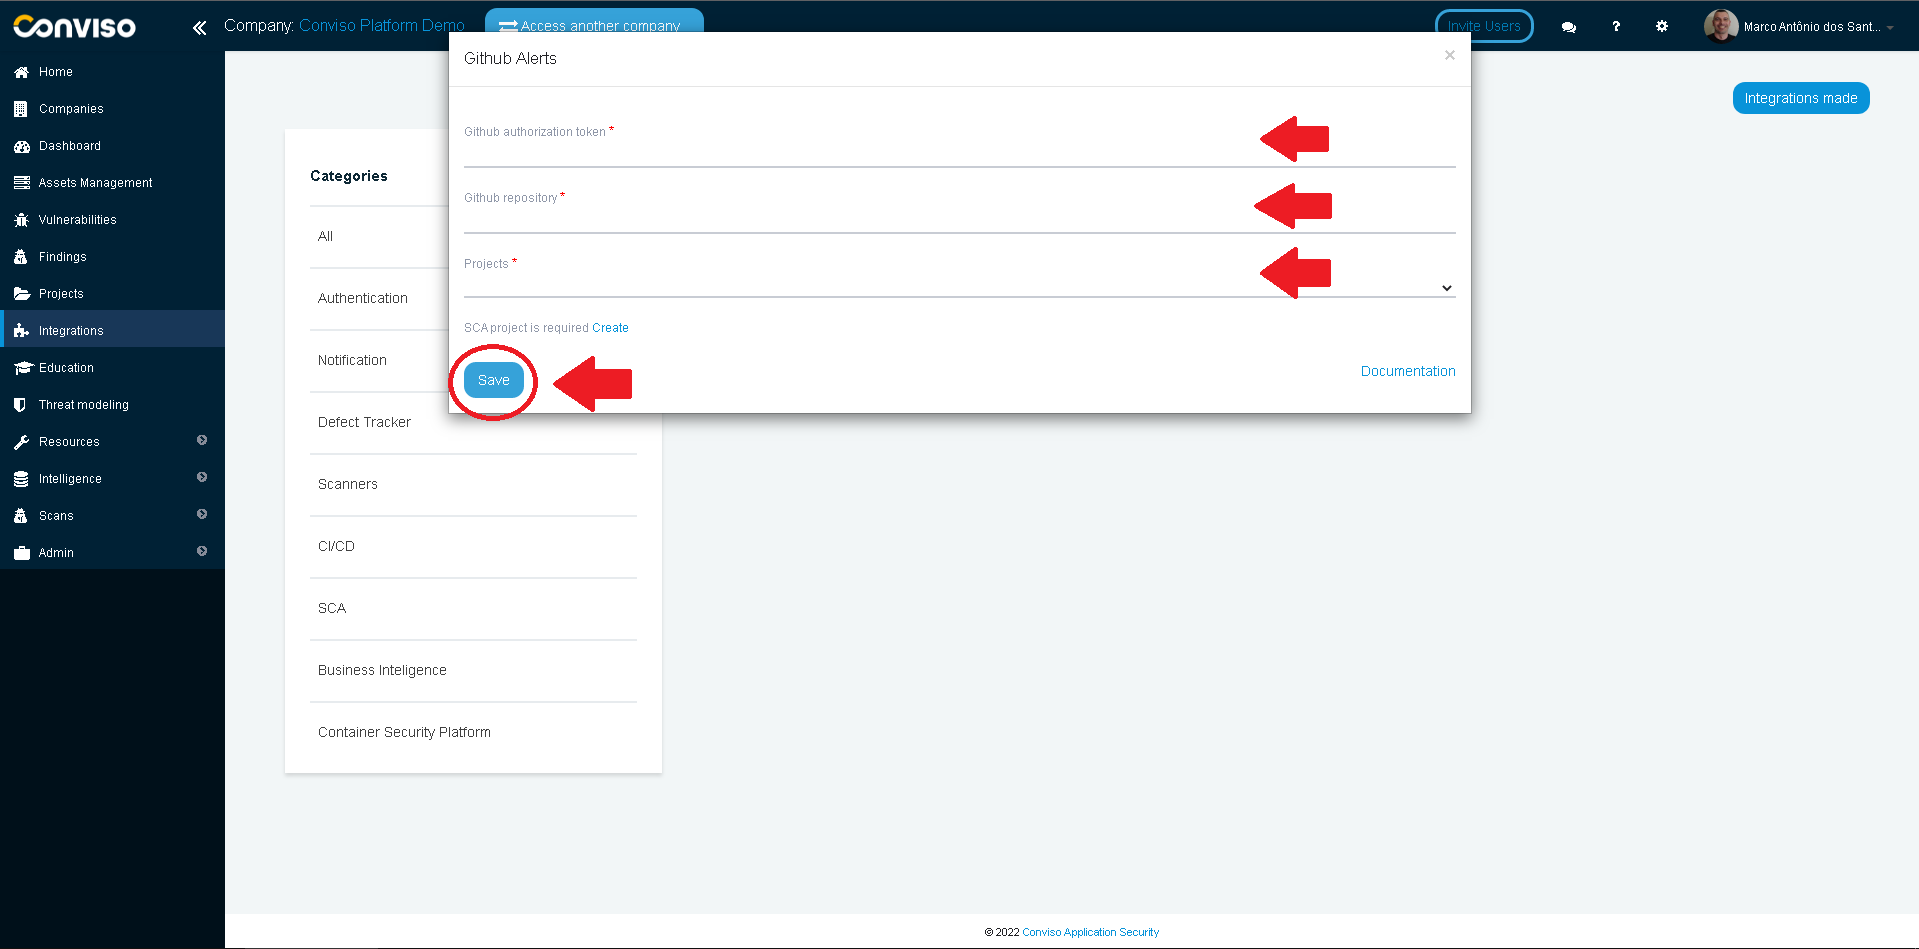 Conviso
Company: Conviso Platform Demo
Access another company
Invite Users
?
Marco Antônio dos Sant...
Home
Companies
Dashboard
Assets Management
Vulnerabilities
Findings
Projects
Integrations
Education
Threat modeling
Resources
Intelligence
Scans
Admin
Integrations made
Categories
All
Authentication
Notification
Defect Tracker
Scanners
CI/CD
SCA
Business Inteligence
Container Security Platform
Github Alerts
×
Github authorization token *
Github repository *
Projects *
SCA project is required Create
Save
Documentation
© 2022 Conviso Application Security